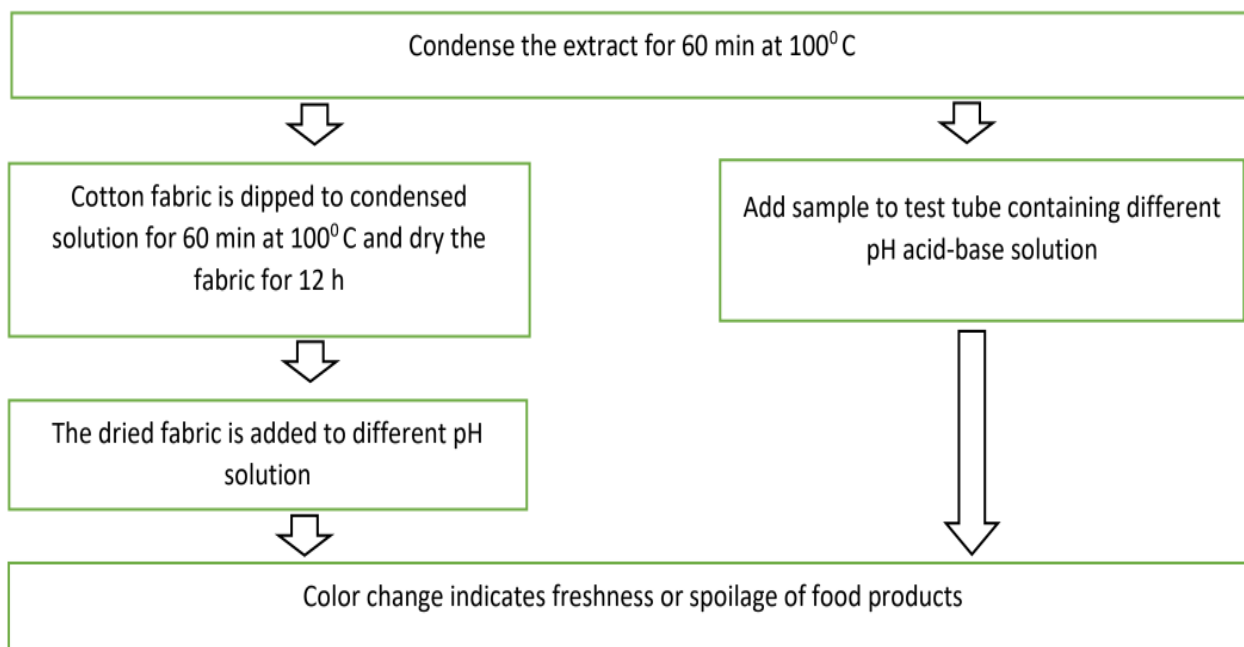 Condense the extract for 60 min at 100⁰ C
Cotton fabric is dipped to condensed
solution for 60 min at 100⁰ C and dry the
fabric for 12 h
Add sample to test tube containing different
pH acid-base solution
The dried fabric is added to different pH
solution
Color change indicates freshness or spoilage of food products